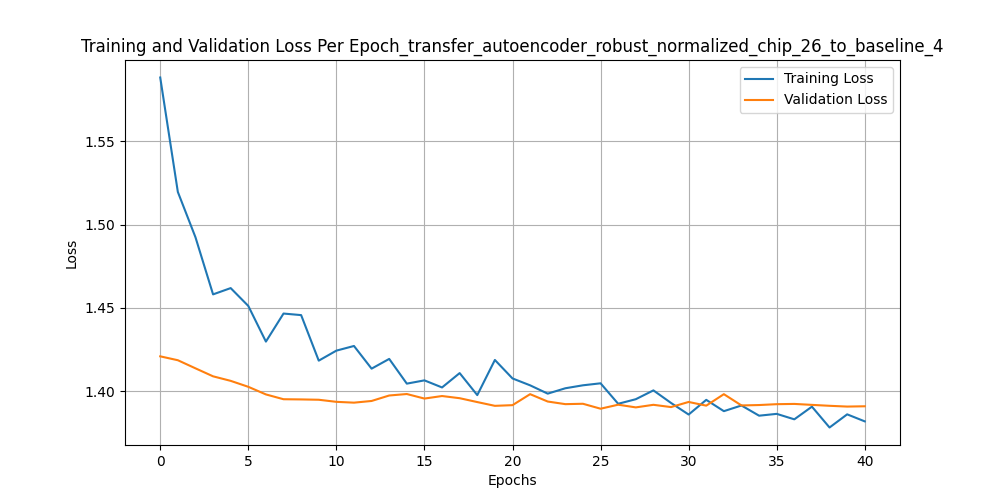 Training and Validation Loss Per Epoch_transfer_autoencoder_robust_normalized_chip_26_to_baseline_4
Training Loss
Validation Loss
1.55
1.50
1.45
1.40
Loss
0 5 10 15 20 25 30 35 40
Epochs